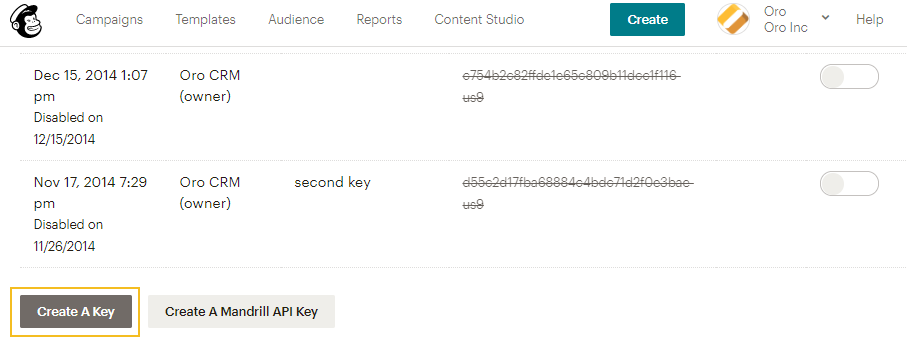 Campaigns Templates Audience Reports Content Studio Create Oro Help
Oro Inc
Dec 15, 2014 1:07 Oro CRM c754b2c82ffde1e65c809b11dcc1f116-
pm (owner) us9
Disabled on
12/15/2014
Nov 17, 2014 7:29 Oro CRM second key d55c2d17fba68884c4bdc71d2f0c3bae-
pm (owner) us9
Disabled on
11/26/2014
Create A Key Create A Mandrill API Key